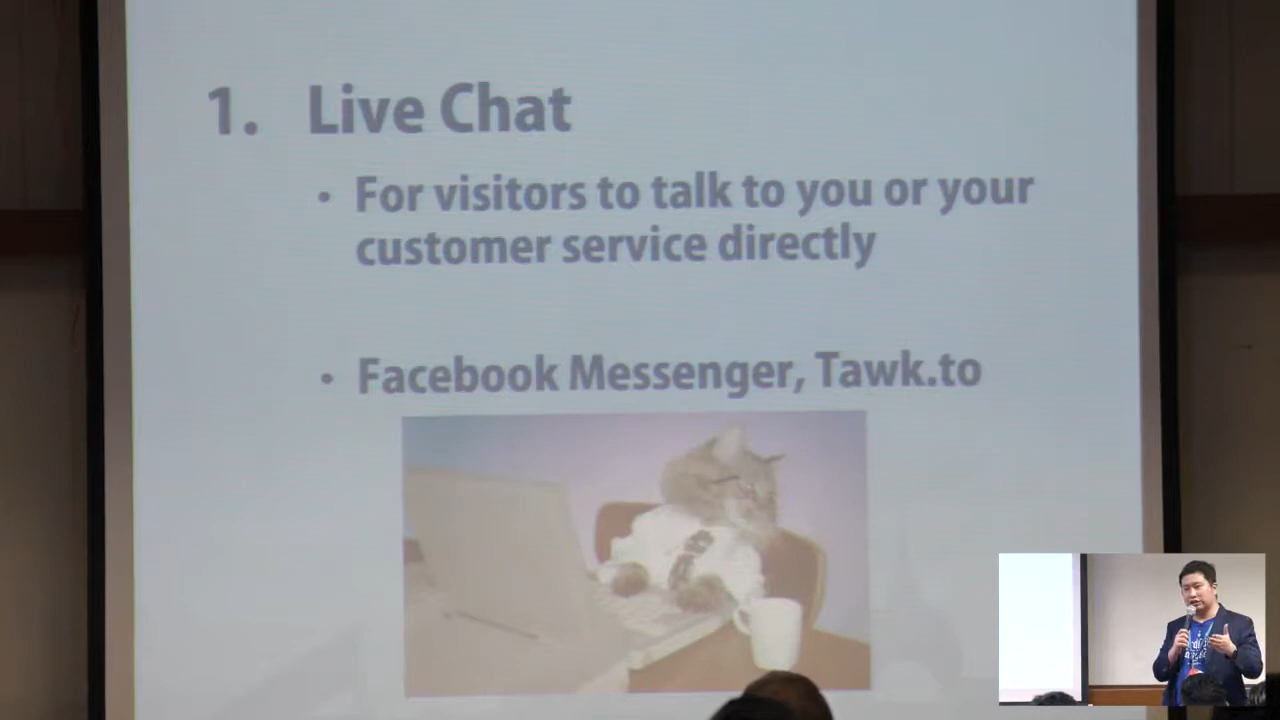 1. Live Chat
• For visitors to talk to you or your
customer service directly
• Facebook Messenger, Tawk.to